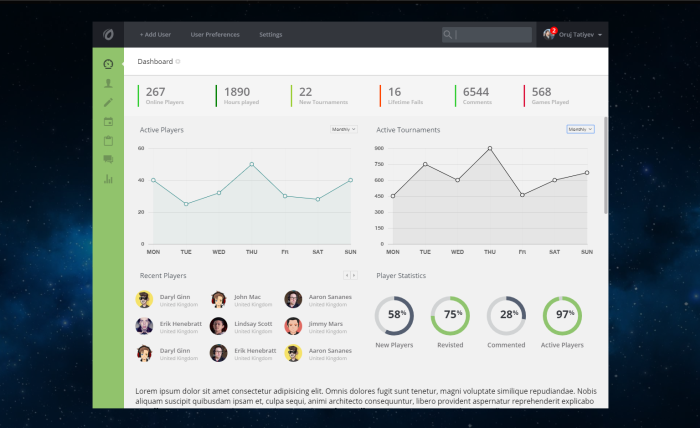 + Add User User Preferences Settings 2 Oruj Tatiyev
Dashboard
267 1890 22 16 6544 568
Online Players Hours played New Tournaments Lifetime Fails Comments Games Played
Active Players Monthly Active Tournaments Monthly
60 900
750
40 600
450
20 300
150
0 0
MON TUE WED THU Fri SAT SUN MON TUE WED THU Fri SAT SUN
Recent Players Player Statistics
Daryl Ginn John Mac Aaron Sananes
United Kingdom United Kingdom United Kingdom
Erik Henebratt Lindsay Scott Jimmy Mars
United Kingdom United Kingdom United Kingdom
58% 75% 28% 97%
New Players Revisted Commented Active Players
Daryl Ginn Erik Henebratt Aaron Sananes
United Kingdom United Kingdom United Kingdom
Lorem ipsum dolor sit amet consectetur adipisicing elit. Omnis dolores fugit sunt tenetur, magni voluptate similique repudiandae. Nobis
aliquam suscipit quibusdam ipsam et, culpa sequi, animi architecto consequuntur, libero provident aspernatur reprehenderit explicabo